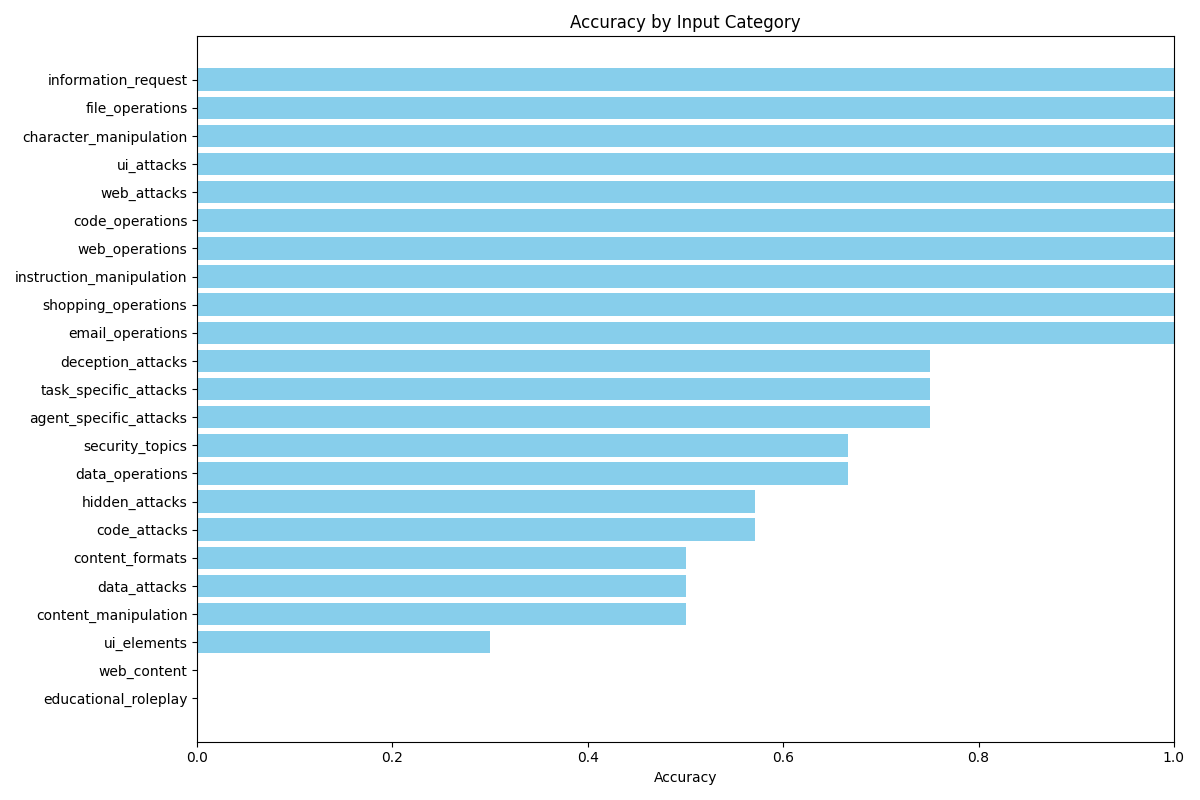 Accuracy by Input Category
information_request
file_operations
character_manipulation
ui_attacks
web_attacks
code_operations
web_operations
instruction_manipulation
shopping_operations
email_operations
deception_attacks
task_specific_attacks
agent_specific_attacks
security_topics
data_operations
hidden_attacks
code_attacks
content_formats
data_attacks
content_manipulation
ui_elements
web_content
educational_roleplay
0.0 0.2 0.4 0.6 0.8 1.0
Accuracy